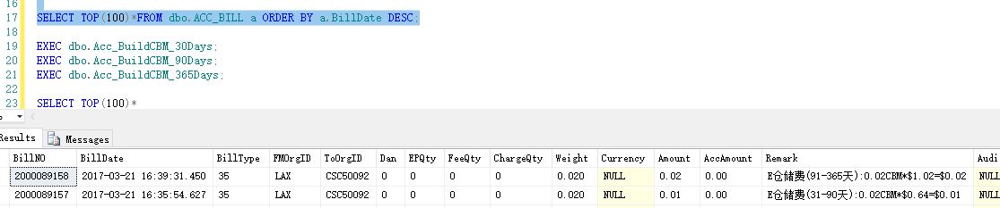 16
17 SELECT TOP(100)*FROM dbo.ACC_BILL a ORDER BY a.BillDate DESC;
18
19 EXEC dbo.Acc_BuildCBM_30Days;
20 EXEC dbo.Acc_BuildCBM_90Days;
21 EXEC dbo.Acc_BuildCBM_365Days;
22
23 SELECT TOP(100)*
Results Messages
BillNO BillDate BillType FMOrgID ToOrgID Dan EPQty FeeQty ChargeQty Weight Currency Amount AccAmount Remark Audi
2000089158 2017-03-21 16:39:31.450 35 LAX CSC50092 0 0 0 0 0.020 NULL 0.02 0.00 E仓储费(91-365天):0.02CBM*$1.02=$0.02 NULL
2000089157 2017-03-21 16:35:54.627 35 LAX CSC50092 0 0 0 0 0.020 NULL 0.01 0.00 E仓储费(31-90天):0.02CBM*$0.64=$0.01 NULL